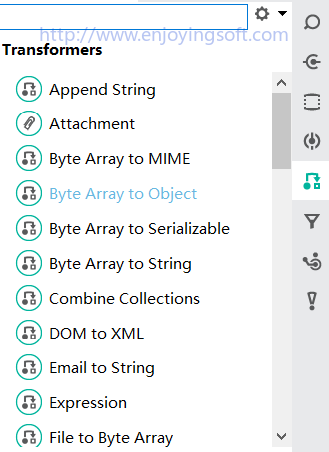 http://www.enjoyingsoft.com
Transformers
Append String
Attachment
Byte Array to MIME
Byte Array to Object
Byte Array to Serializable
Byte Array to String
Combine Collections
DOM to XML
Email to String
Expression
File to Byte Array